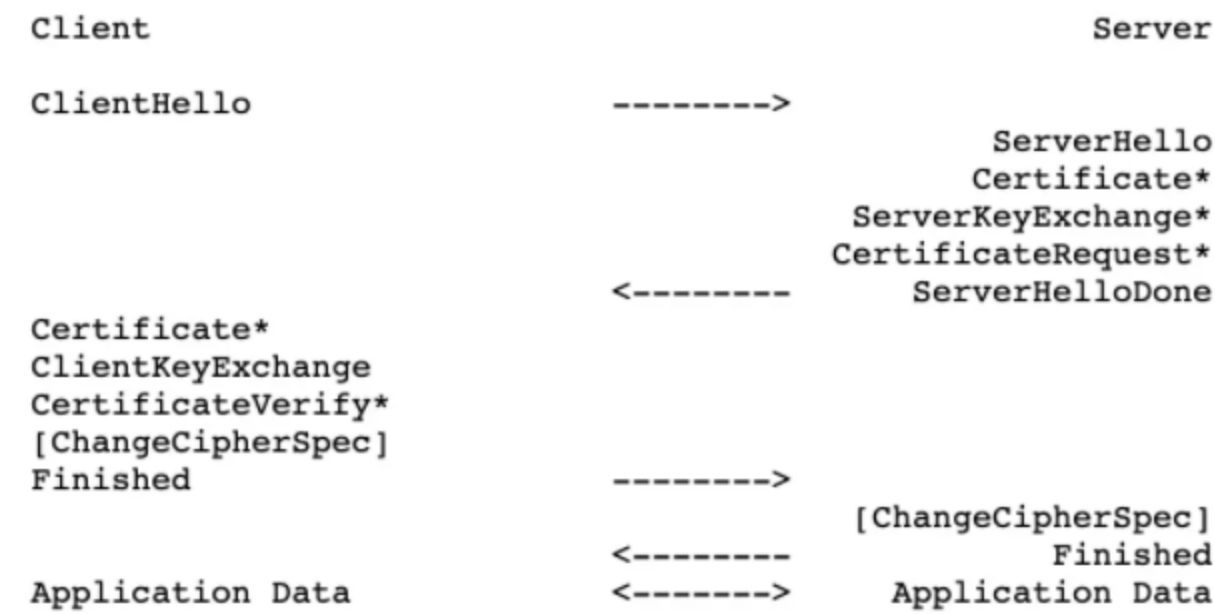 Client Server
ClientHello -------->
ServerHello
Certificate*
ServerKeyExchange*
CertificateRequest*
<-------- ServerHelloDone
Certificate*
ClientKeyExchange
CertificateVerify*
[ChangeCipherSpec]
Finished -------->
[ChangeCipherSpec]
<-------- Finished
Application Data <-------> Application Data